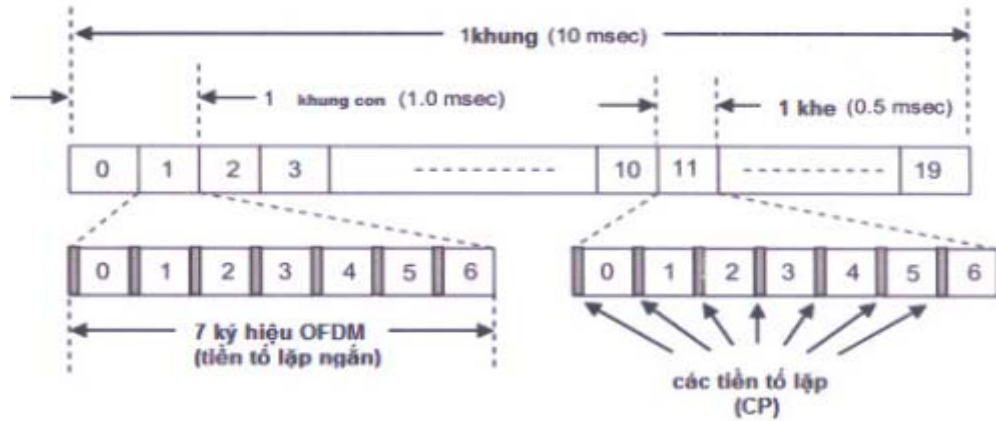 1khung (10 msec)
1 khung con (1.0 msec)
1 khe (0.5 msec)
0 1 2 3 10 11 19
0 1 2 3 4 5 6
0 1 2 3 4 5 6
7 ký hiệu OFDM
(tiền tố lặp ngắn)
các tiền tố lặp
(CP)